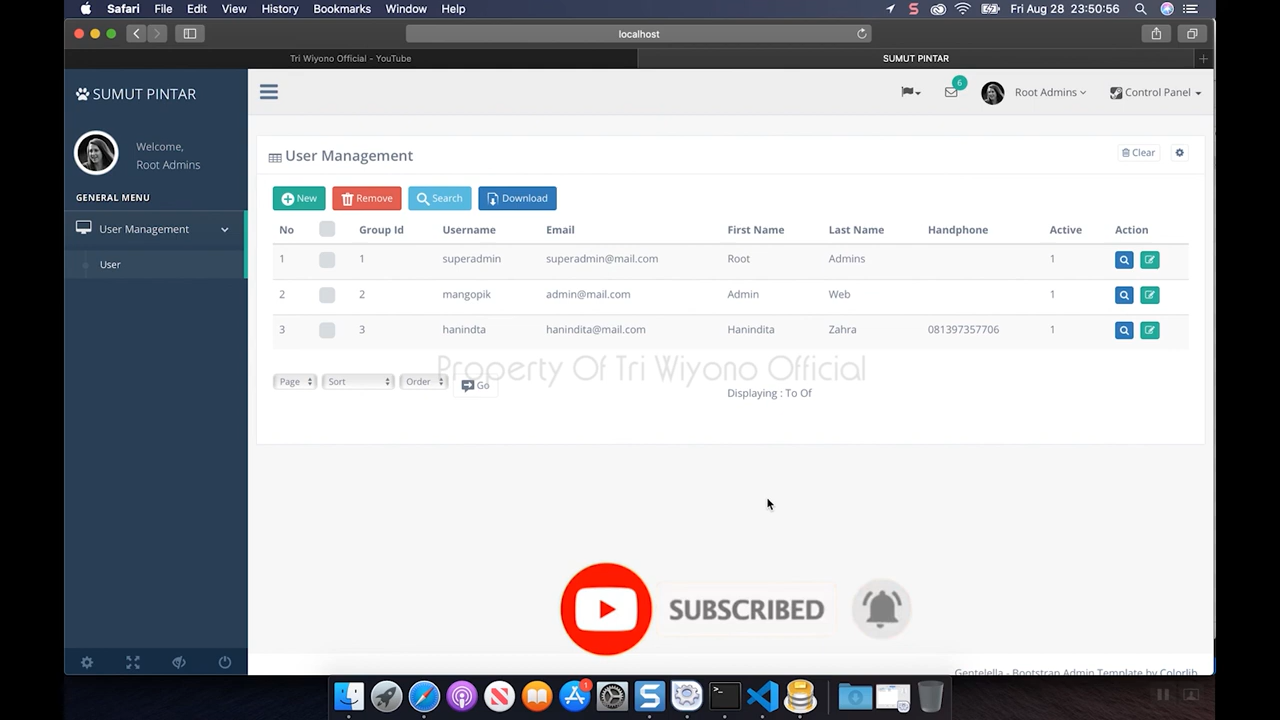 Safari File Edit View History Bookmarks Window Help Fri Aug 28 23:50:56
localhost
Tri Wiyono Official - YouTube SUMUT PINTAR
SUMUT PINTAR
6 Root Admins Control Panel
Welcome,
Root Admins
GENERAL MENU
User Management
User
User Management Clear
New Remove Search Download
No Group Id Username Email First Name Last Name Handphone Active Action
1 1 superadmin superadmin@mail.com Root Admins 1
2 2 mangopik admin@mail.com Admin Web 1
3 3 hanindta hanindita@mail.com Hanindita Zahra 081397357706 1
Property Of Tri Wiyono Official
Page Sort Order Go
Displaying : To Of
SUBSCRIBED
Gentelella - Bootstrap Admin Template by Colorlib
1